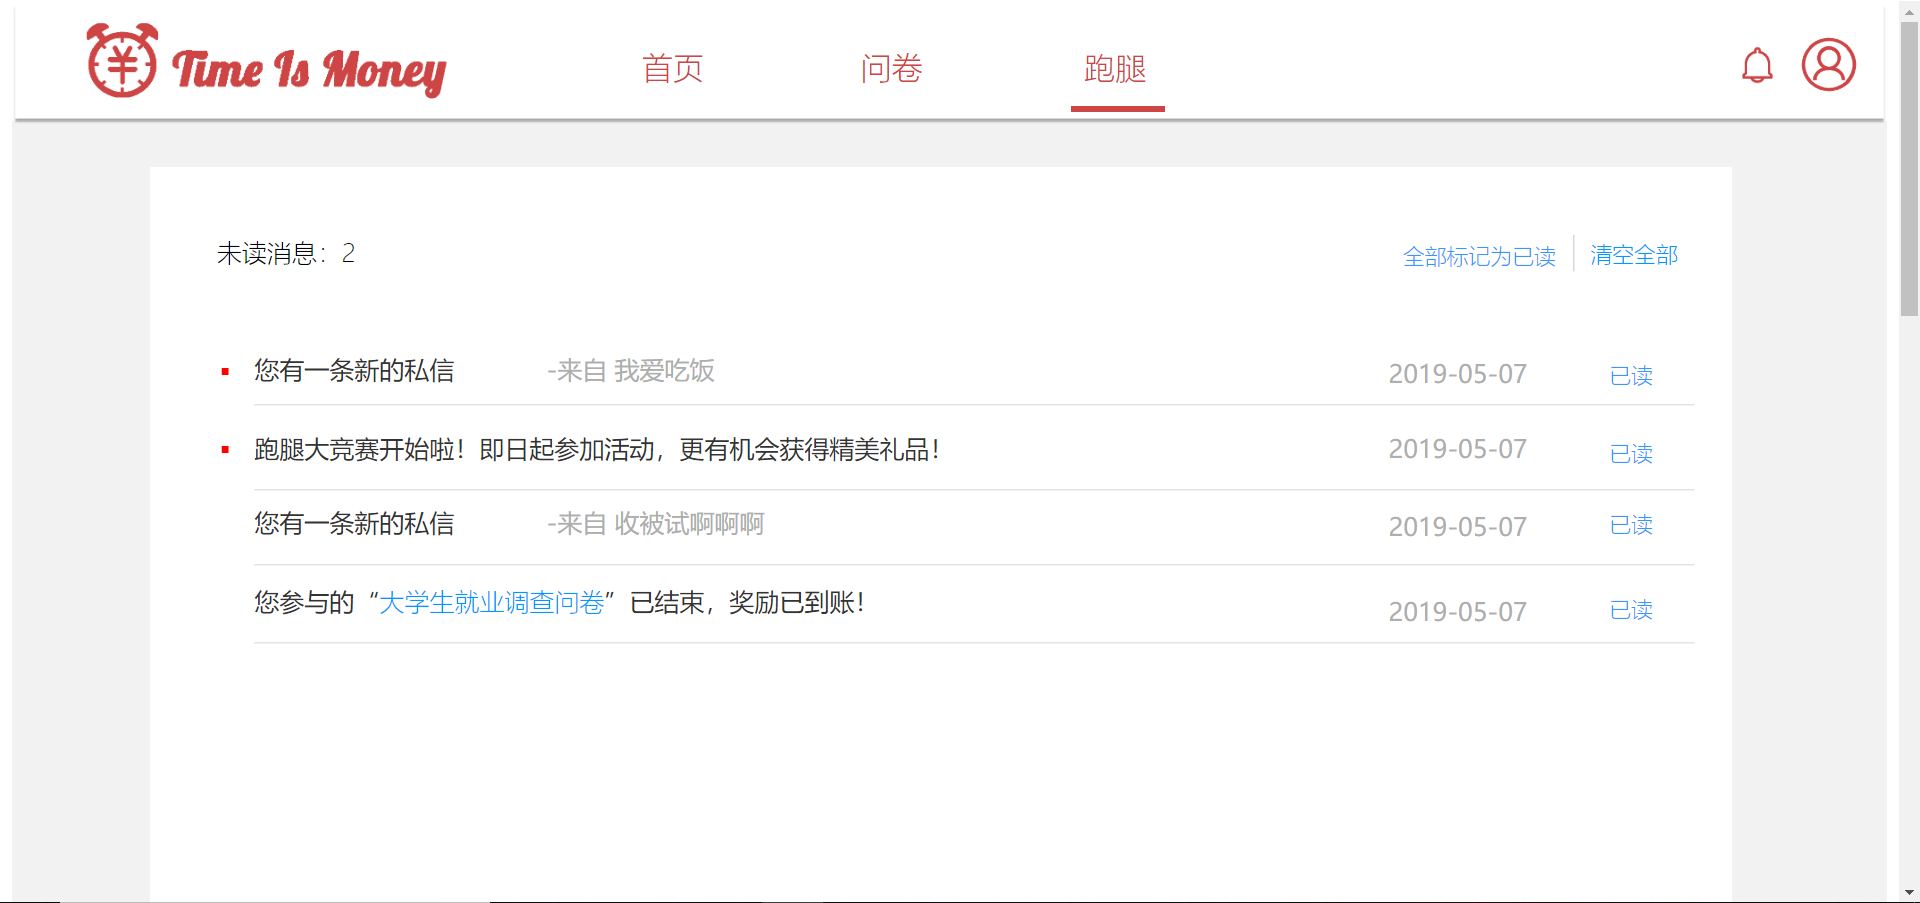 Time Is Money 首页 问卷 跑腿
未读消息：2 全部标记为已读 清空全部
您有一条新的私信 -来自 我爱吃饭 2019-05-07 已读
跑腿大竞赛开始啦！即日起参加活动，更有机会获得精美礼品！ 2019-05-07 已读
您有一条新的私信 -来自 收被试啊啊啊 2019-05-07 已读
您参与的“大学生就业调查问卷”已结束，奖励已到账！ 2019-05-07 已读